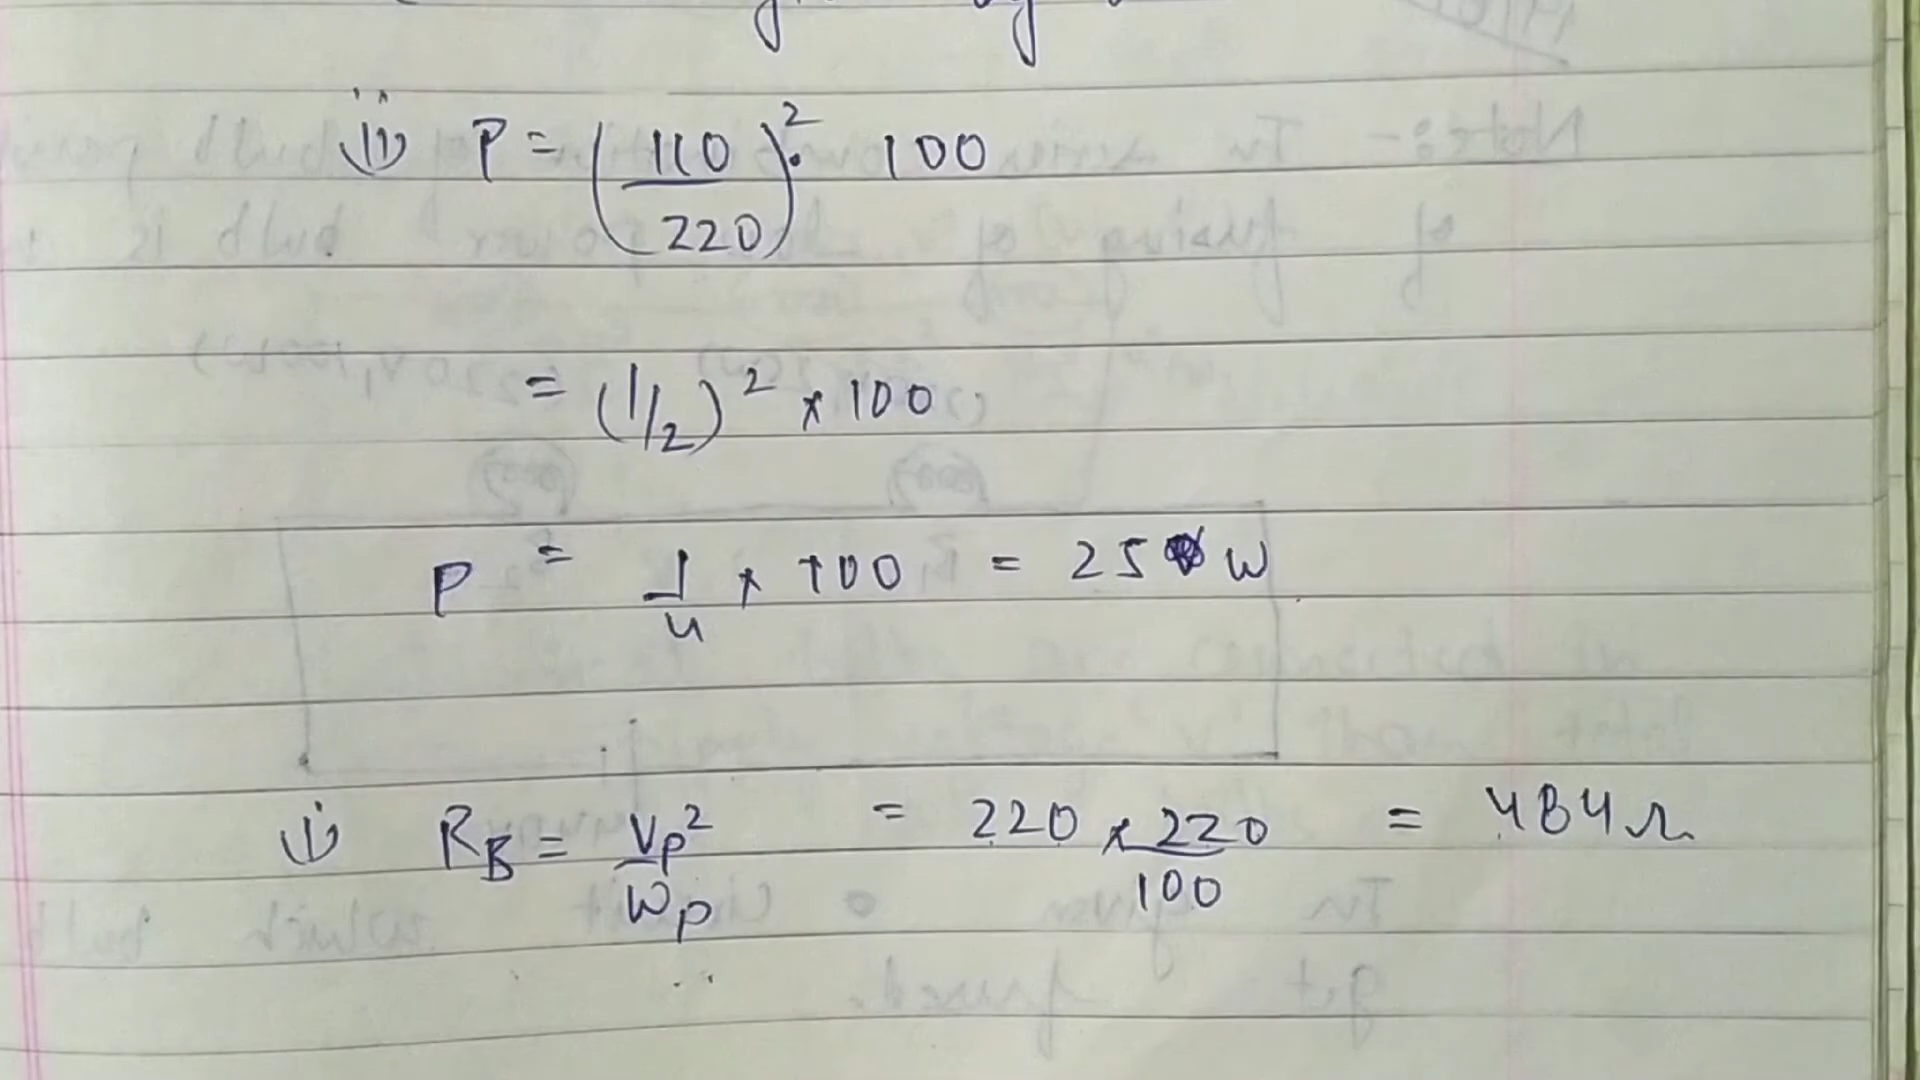 ii) P = (110/220)² · 100
= (1/2)² × 100
P = 1/4 × 100 = 25 W
i) R_B = V_P²/W_P = 220 × 220/100 = 484 Ω